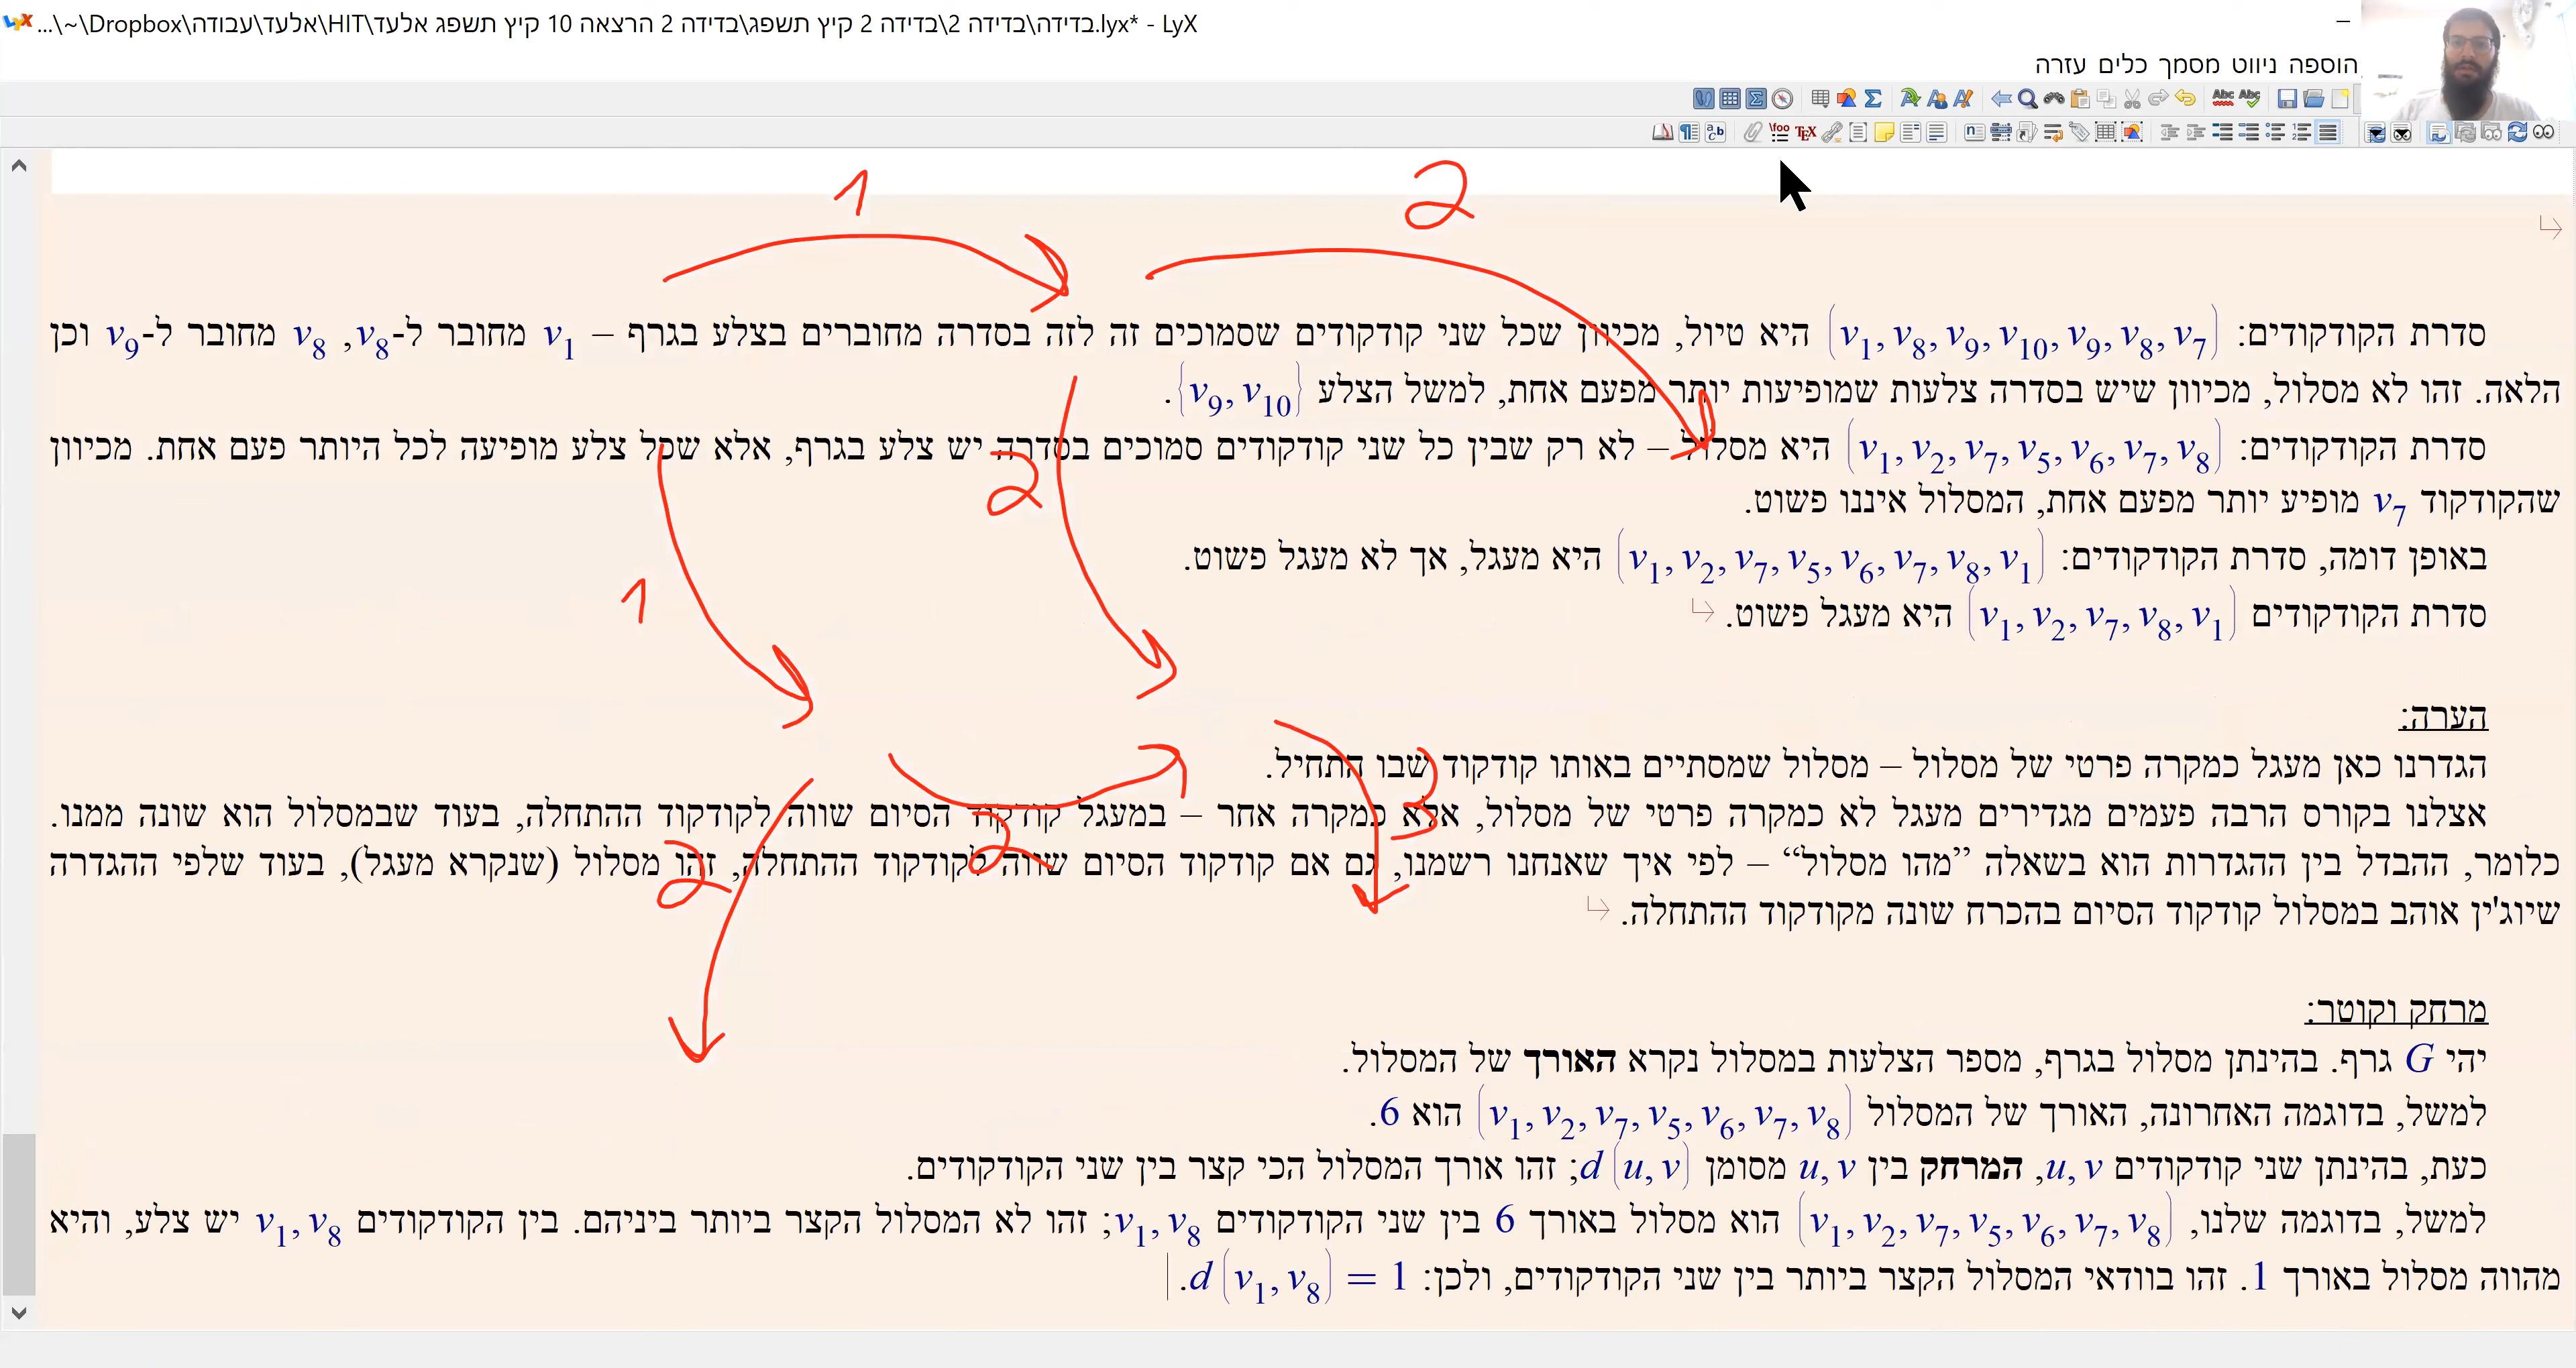 ...\~\Dropbox\אלעד\עבודה\HIT\בדידה\בדידה 2\בדידה 2 קיץ תשפג\בדידה 2 הרצאה 10 קיץ תשפג אלעד.lyx* - LyX
הוספה ניווט מסמך כלים עזרה
1
2
סדרת הקודקודים: (v1, v8, v9, v10, v9, v8, v7) היא טיול, מכיוון שכל שני קודקודים שסמוכים זה לזה בסדרה מחוברים בצלע בגרף – v1 מחובר ל-v8, v8 מחובר ל-v9 וכן
הלאה. זהו לא מסלול, מכיוון שיש בסדרה צלעות שמופיעות יותר מפעם אחת, למשל הצלע {v9, v10}.
סדרת הקודקודים: (v1, v2, v7, v5, v6, v7, v8) היא מסלול – לא רק שבין כל שני קודקודים סמוכים בסדרה יש צלע בגרף, אלא שכל צלע מופיעה לכל היותר פעם אחת. מכיוון
2
שהקודקוד v7 מופיע יותר מפעם אחת, המסלול איננו פשוט.
באופן דומה, סדרת הקודקודים: (v1, v2, v7, v5, v6, v7, v8, v1) היא מעגל, אך לא מעגל פשוט.
1
סדרת הקודקודים (v1, v2, v7, v8, v1) היא מעגל פשוט.
הערה:
הגדרנו כאן מעגל כמקרה פרטי של מסלול – מסלול שמסתיים באותו קודקוד שבו התחיל.
3
אצלנו בקורס הרבה פעמים מגדירים מעגל לא כמקרה פרטי של מסלול, אלא כמקרה אחר – במעגל קודקוד הסיום שווה לקודקוד ההתחלה, בעוד שבמסלול הוא שונה ממנו.
2
2
כלומר, ההבדל בין ההגדרות הוא בשאלה ”מהו מסלול“ – לפי איך שאנחנו רשמנו, גם אם קודקוד הסיום שווה לקודקוד ההתחלה, זהו מסלול (שנקרא מעגל), בעוד שלפי ההגדרה
שיוג'ין אוהב במסלול קודקוד הסיום בהכרח שונה מקודקוד ההתחלה.
מרחק וקוטר:
יהי G גרף. בהינתן מסלול בגרף, מספר הצלעות במסלול נקרא האורך של המסלול.
למשל, בדוגמה האחרונה, האורך של המסלול (v1, v2, v7, v5, v6, v7, v8) הוא 6.
כעת, בהינתן שני קודקודים u, v, המרחק בין u, v מסומן d(u, v); זהו אורך המסלול הכי קצר בין שני הקודקודים.
למשל, בדוגמה שלנו, (v1, v2, v7, v5, v6, v7, v8) הוא מסלול באורך 6 בין שני הקודקודים v1, v8; זהו לא המסלול הקצר ביותר ביניהם. בין הקודקודים v1, v8 יש צלע, והיא
מהווה מסלול באורך 1. זהו בוודאי המסלול הקצר ביותר בין שני הקודקודים, ולכן: d(v1, v8) = 1.